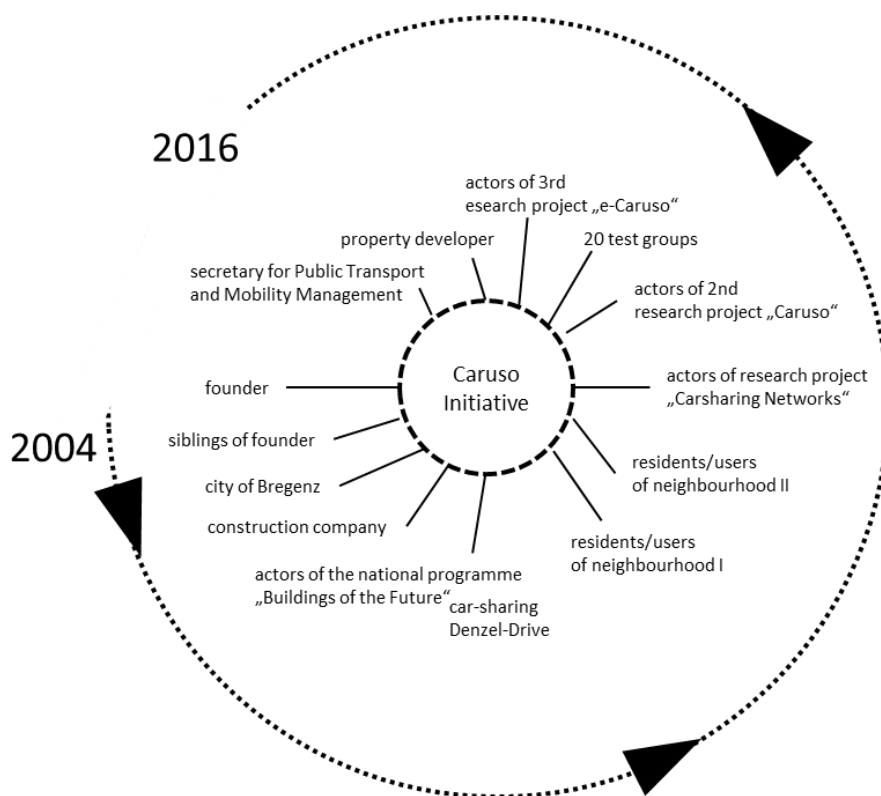 2016
actors of 3rd
esearch project „e-Caruso“
property developer
20 test groups
secretary for Public Transport
and Mobility Management
actors of 2nd
research project „Caruso“
Caruso
Initiative
founder
actors of research project
„Carsharing Networks“
2004
siblings of founder
city of Bregenz
residents/users
of neighbourhood II
construction company
residents/users
of neighbourhood I
actors of the national programme
„Buildings of the Future“
car-sharing
Denzel-Drive